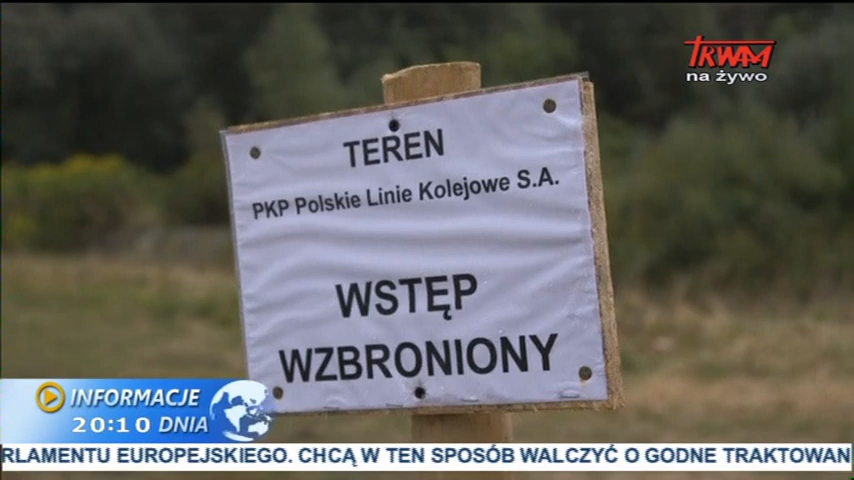 TRWAM
na żywo
TEREN
PKP Polskie Linie Kolejowe S.A.
WSTĘP
WZBRONIONY
INFORMACJE
20:10 DNIA
RLAMENTU EUROPEJSKIEGO. CHCĄ W TEN SPOSÓB WALCZYĆ O GODNE TRAKTOWAN